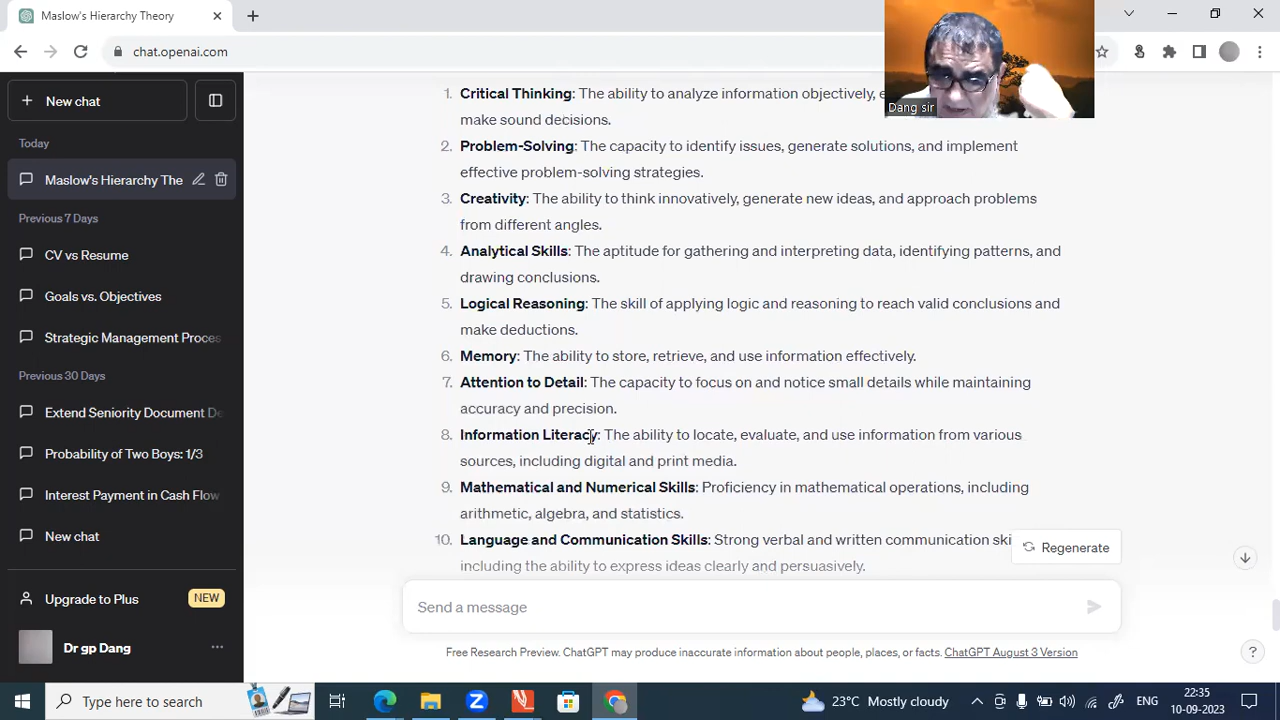 Maslow's Hierarchy Theory
chat.openai.com
Dang sir
New chat
Today
Maslow's Hierarchy The
Previous 7 Days
CV vs Resume
Goals vs. Objectives
Strategic Management Proces
Previous 30 Days
Extend Seniority Document De
Probability of Two Boys: 1/3
Interest Payment in Cash Flow
New chat
Upgrade to Plus NEW
Dr gp Dang
1. Critical Thinking: The ability to analyze information objectively,
make sound decisions.
2. Problem-Solving: The capacity to identify issues, generate solutions, and implement
effective problem-solving strategies.
3. Creativity: The ability to think innovatively, generate new ideas, and approach problems
from different angles.
4. Analytical Skills: The aptitude for gathering and interpreting data, identifying patterns, and
drawing conclusions.
5. Logical Reasoning: The skill of applying logic and reasoning to reach valid conclusions and
make deductions.
6. Memory: The ability to store, retrieve, and use information effectively.
7. Attention to Detail: The capacity to focus on and notice small details while maintaining
accuracy and precision.
8. Information Literacy: The ability to locate, evaluate, and use information from various
sources, including digital and print media.
9. Mathematical and Numerical Skills: Proficiency in mathematical operations, including
arithmetic, algebra, and statistics.
10. Language and Communication Skills: Strong verbal and written communication ski
including the ability to express ideas clearly and persuasively.
Regenerate
Send a message
Free Research Preview. ChatGPT may produce inaccurate information about people, places, or facts. ChatGPT August 3 Version
?
Type here to search
23°C Mostly cloudy
ENG
22:35
10-09-2023